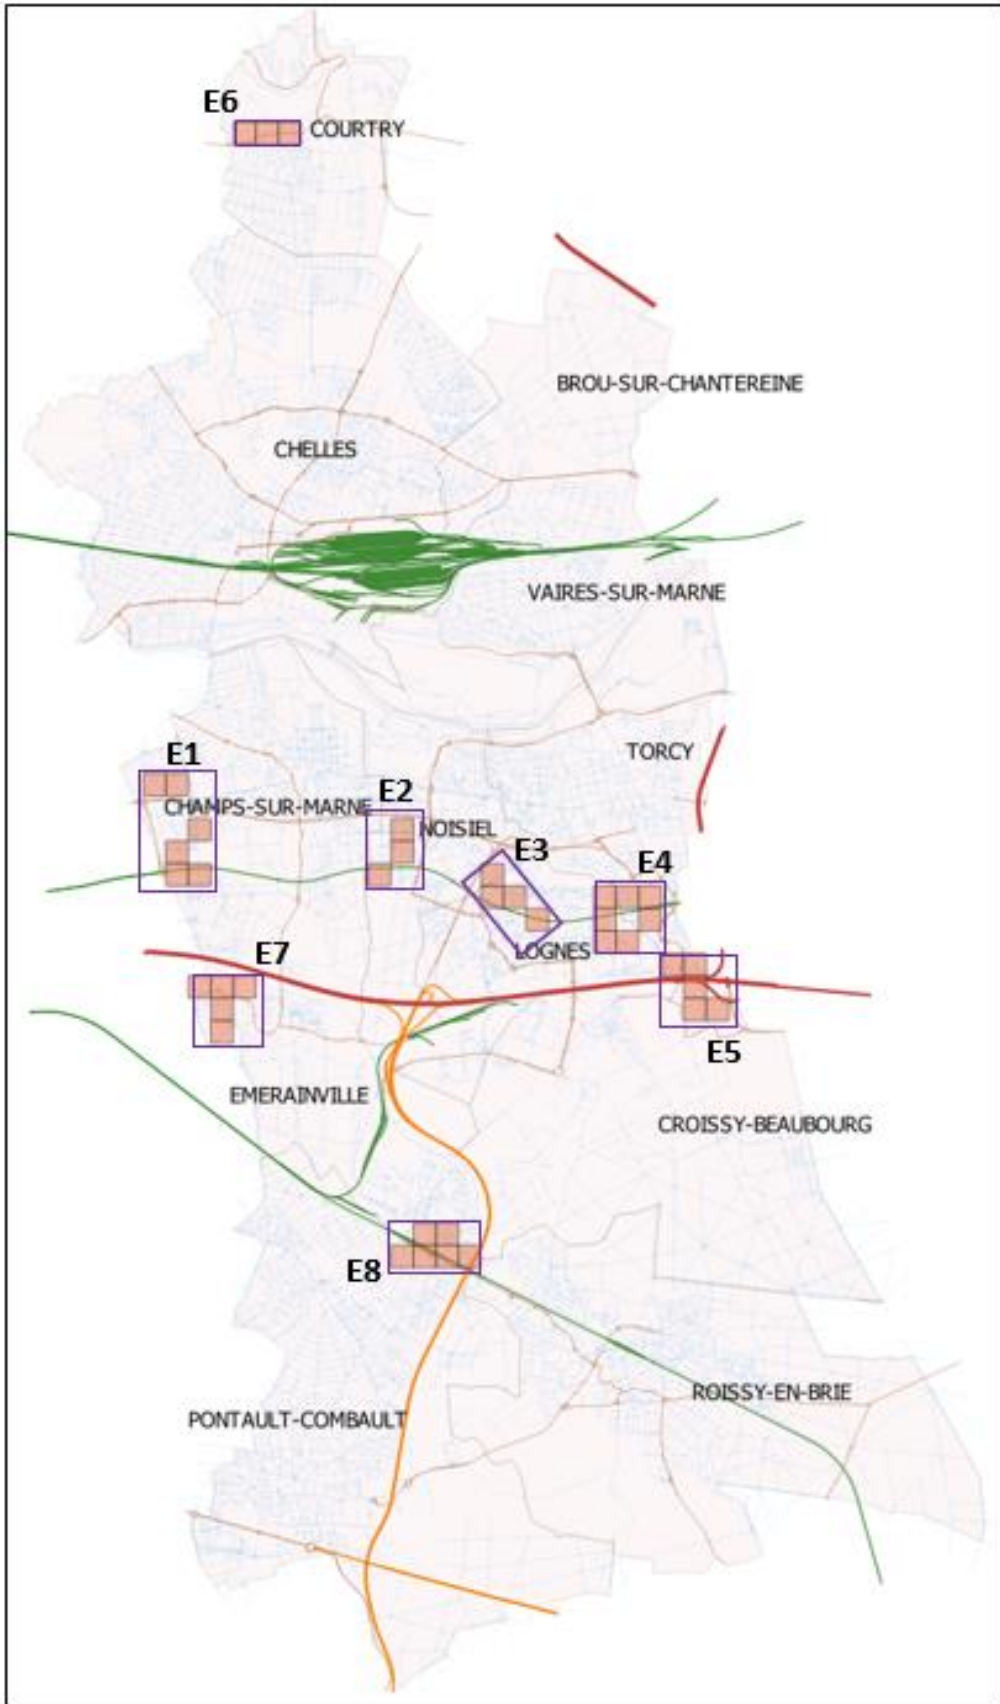 E6
COURTRY
BROU-SUR-CHANTEREINE
CHELLES
VAIRES-SUR-MARNE
TORCY
E1
E2
CHAMPS-SUR-MARNE
NOISIEL
E3
E4
LOGNES
E7
E5
EMERAINVILLE
CROISSY-BEAUBOURG
E8
ROISSY-EN-BRIE
PONTAULT-COMBAULT